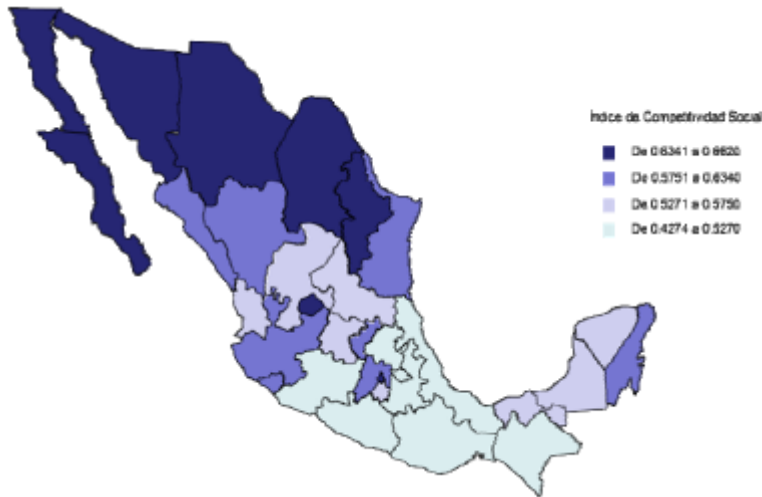 Índice de Competitividad Social
De 0.6341 a 0.6620
De 0.5751 a 0.6340
De 0.5271 a 0.5750
De 0.4274 a 0.5270